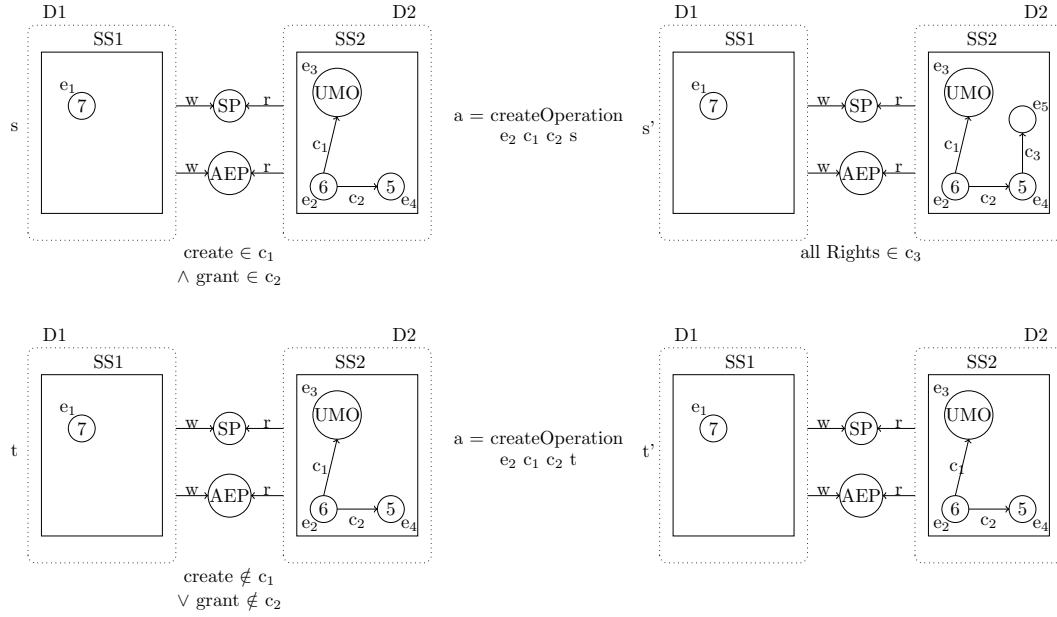 D1 D2 D1 D2
SS1 SS2 SS1 SS2
e3 e3
e1 UMO e1 UMO e5
7 w SP r a = createOperation 7 w SP r
s e2 c1 c2 s s'
c1 c1 c3
w AEP r w AEP r
6 5 6 5
e2 c2 e4 e2 c2 e4
create ∈ c1 all Rights ∈ c3
∧ grant ∈ c2
D1 D2 D1 D2
SS1 SS2 SS1 SS2
e3 e3
e1 UMO e1 UMO
7 w SP r a = createOperation 7 w SP r
t e2 c1 c2 t t'
c1 c1
w AEP r w AEP r
6 5 6 5
e2 c2 e4 e2 c2 e4
create ∉ c1
∨ grant ∉ c2